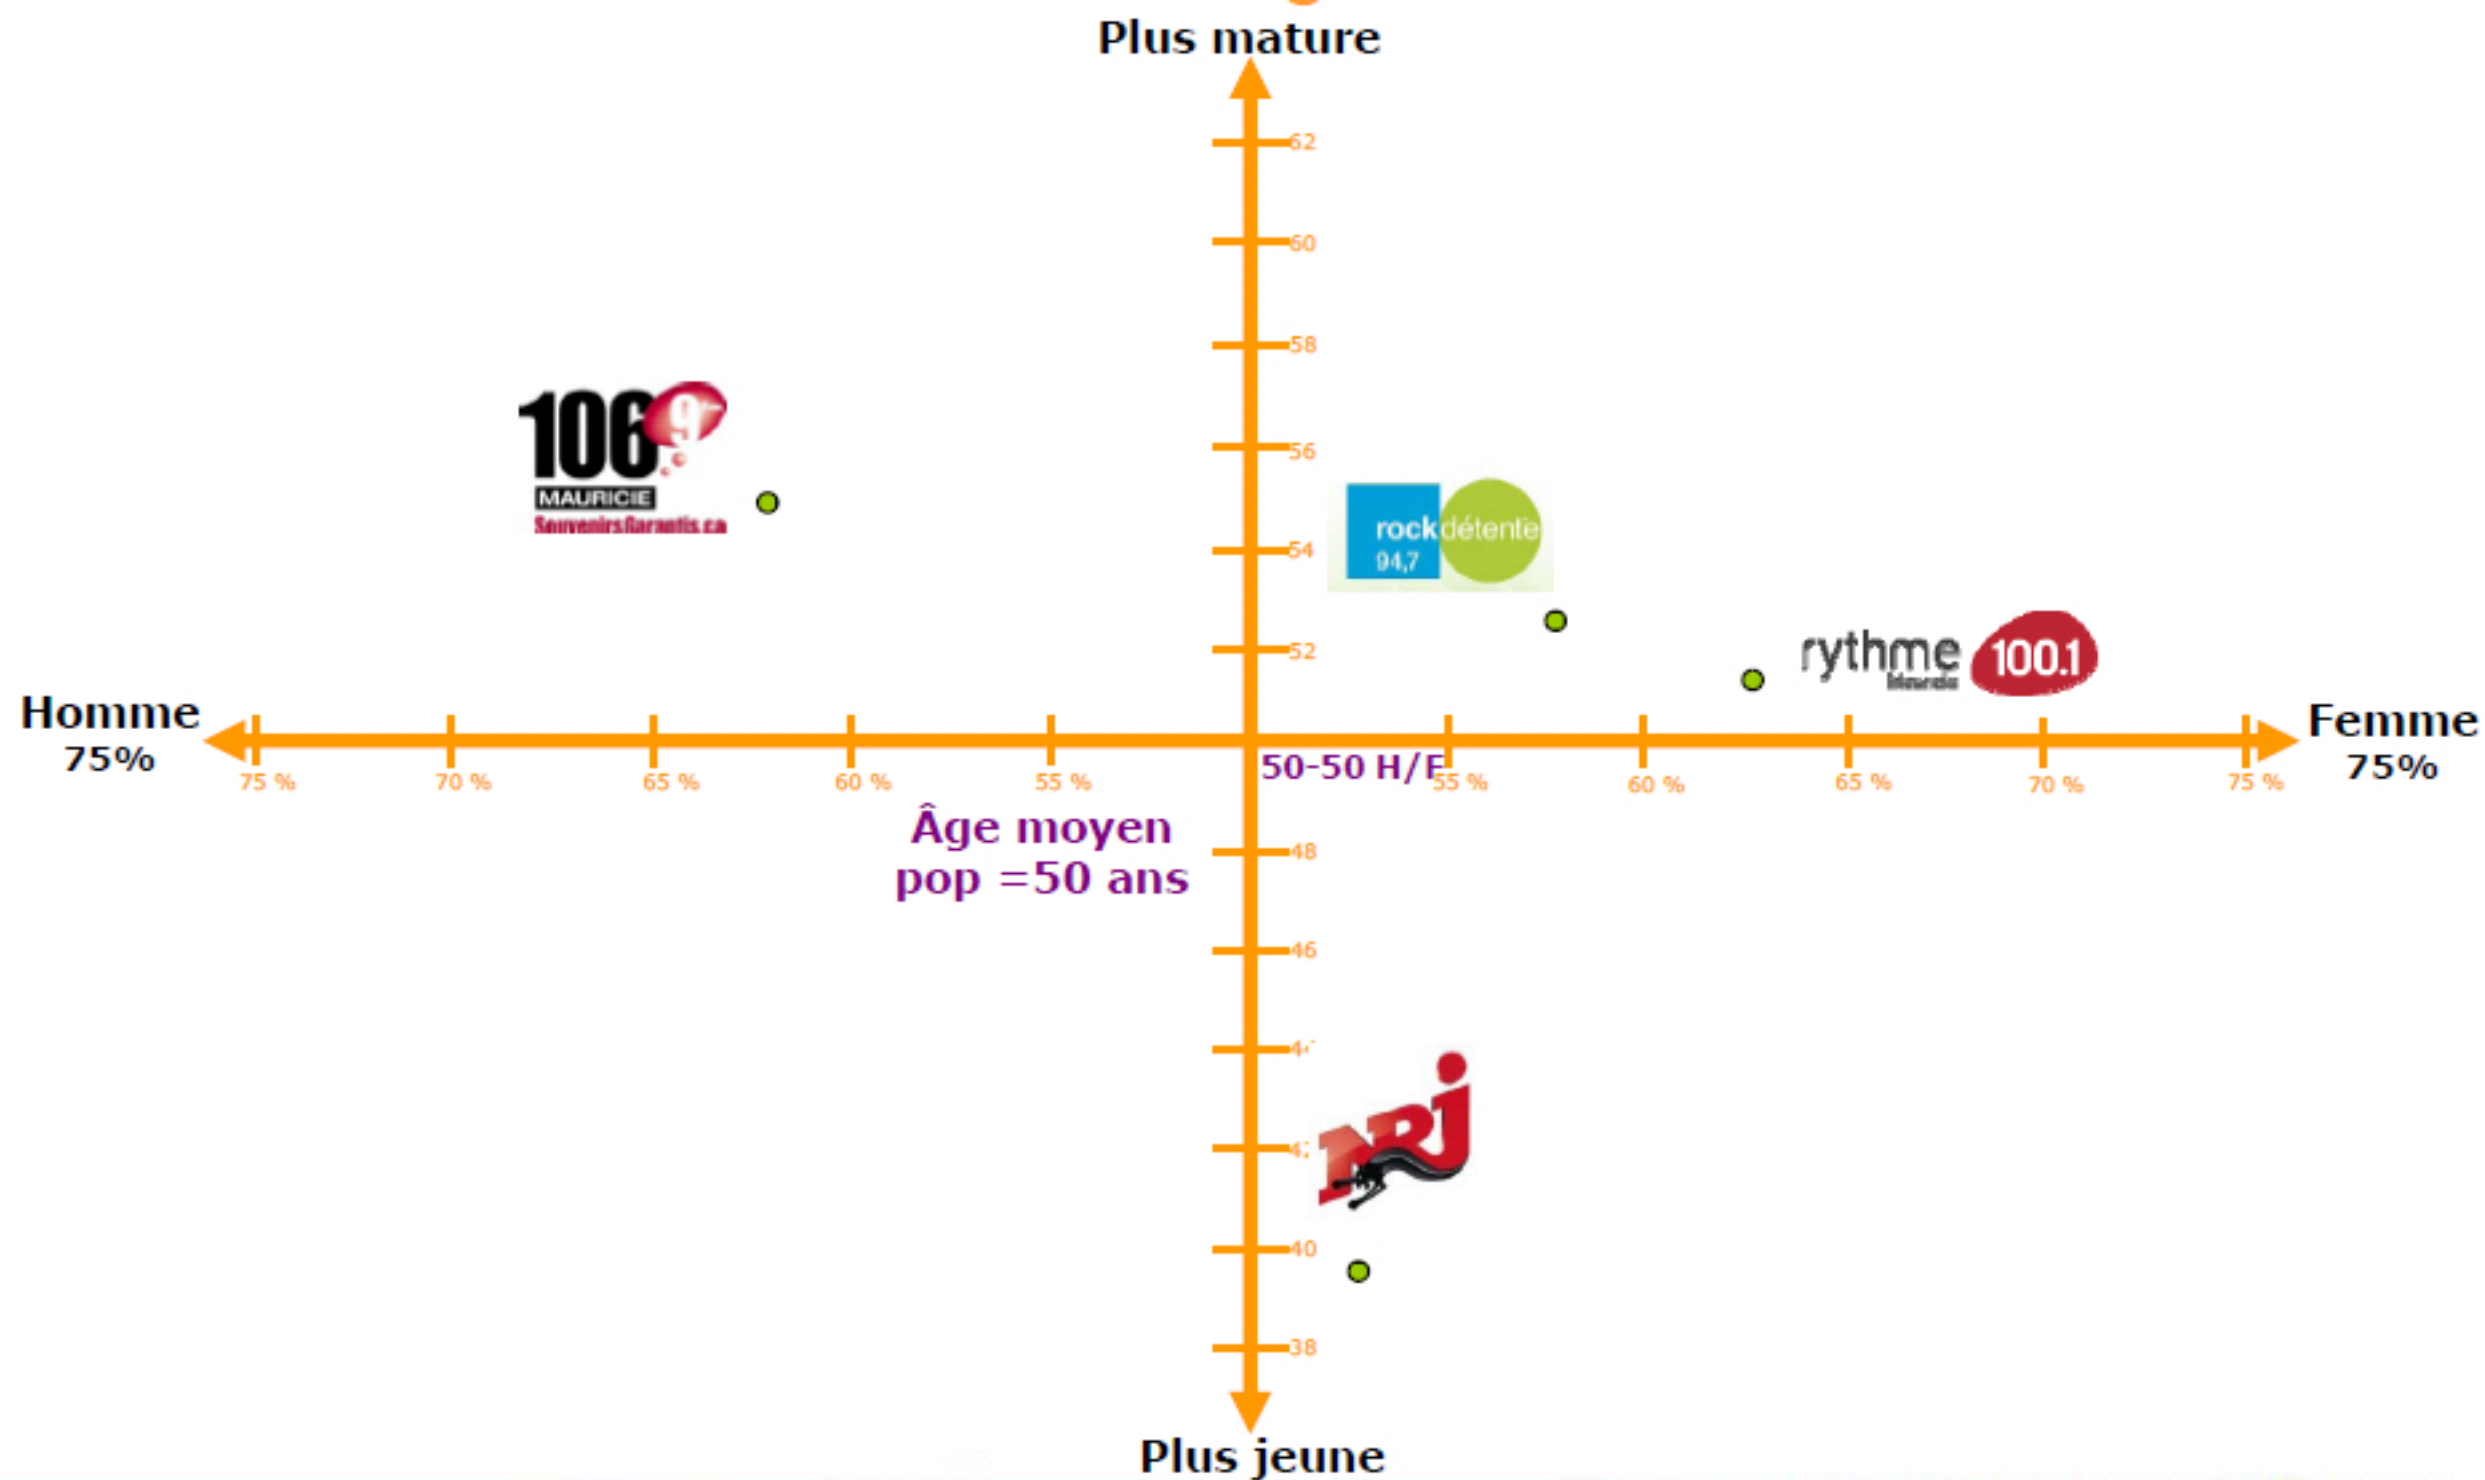 Plus mature
62
60
58
106,9
56
MAURICIE
SouvenirsGarantis.ca
rock détente
94,7
54
rythme 100.1
52
Homme
75%
Femme
75%
50-50 H/F
75 %
70 %
65 %
60 %
55 %
55 %
60 %
65 %
70 %
75 %
Âge moyen
pop =50 ans
48
46
NRJ
40
38
Plus jeune